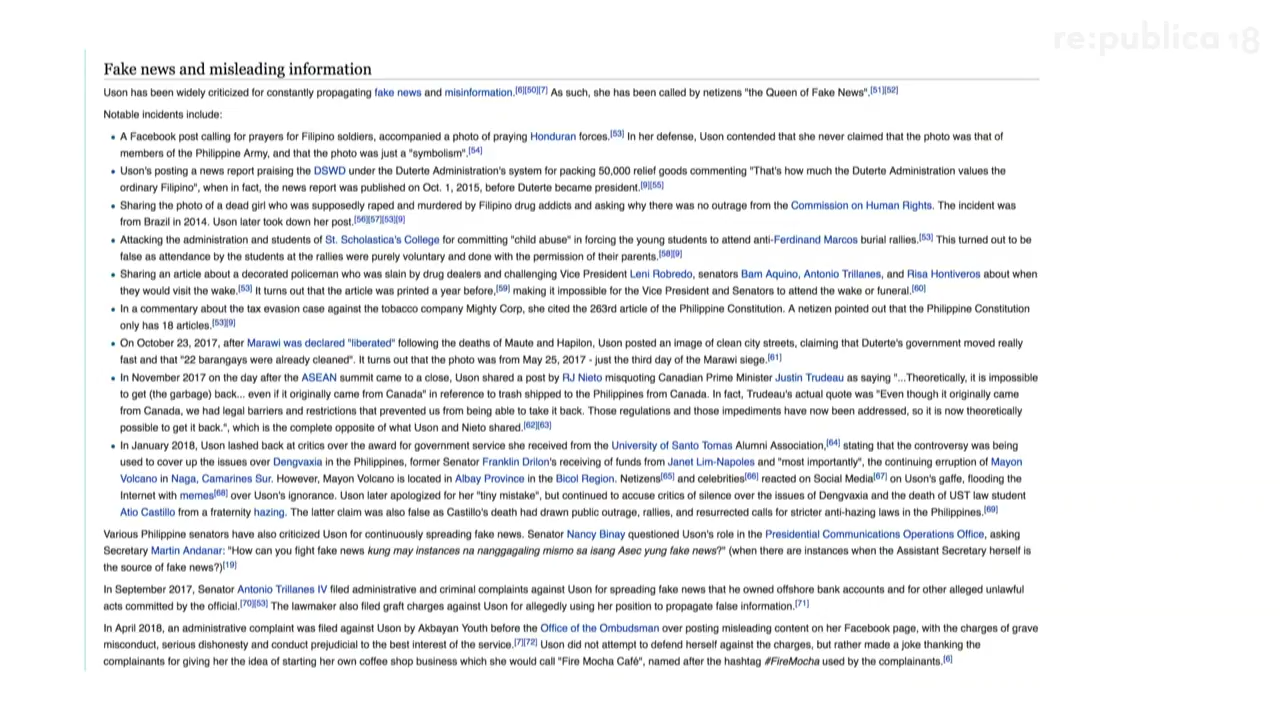 re:publica 18
Fake news and misleading information
Uson has been widely criticized for constantly propagating fake news and misinformation.[6][50][7] As such, she has been called by netizens "the Queen of Fake News".[51][52]
Notable incidents include:
• A Facebook post calling for prayers for Filipino soldiers, accompanied a photo of praying Honduran forces.[53] In her defense, Uson contended that she never claimed that the photo was that of
members of the Philippine Army, and that the photo was just a "symbolism".[54]
• Uson's posting a news report praising the DSWD under the Duterte Administration's system for packing 50,000 relief goods commenting "That's how much the Duterte Administration values the
ordinary Filipino", when in fact, the news report was published on Oct. 1, 2015, before Duterte became president.[9][55]
• Sharing the photo of a dead girl who was supposedly raped and murdered by Filipino drug addicts and asking why there was no outrage from the Commission on Human Rights. The incident was
from Brazil in 2014. Uson later took down her post.[56][57][53][9]
• Attacking the administration and students of St. Scholastica's College for committing "child abuse" in forcing the young students to attend anti-Ferdinand Marcos burial rallies.[53] This turned out to be
false as attendance by the students at the rallies were purely voluntary and done with the permission of their parents.[58][9]
• Sharing an article about a decorated policeman who was slain by drug dealers and challenging Vice President Leni Robredo, senators Bam Aquino, Antonio Trillanes, and Risa Hontiveros about when
they would visit the wake.[53] It turns out that the article was printed a year before,[59] making it impossible for the Vice President and Senators to attend the wake or funeral.[60]
• In a commentary about the tax evasion case against the tobacco company Mighty Corp, she cited the 263rd article of the Philippine Constitution. A netizen pointed out that the Philippine Constitution
only has 18 articles.[53][9]
• On October 23, 2017, after Marawi was declared "liberated" following the deaths of Maute and Hapilon, Uson posted an image of clean city streets, claiming that Duterte's government moved really
fast and that "22 barangays were already cleaned". It turns out that the photo was from May 25, 2017 - just the third day of the Marawi siege.[61]
• In November 2017 on the day after the ASEAN summit came to a close, Uson shared a post by RJ Nieto misquoting Canadian Prime Minister Justin Trudeau as saying "...Theoretically, it is impossible
to get (the garbage) back... even if it originally came from Canada" in reference to trash shipped to the Philippines from Canada. In fact, Trudeau's actual quote was "Even though it originally came
from Canada, we had legal barriers and restrictions that prevented us from being able to take it back. Those regulations and those impediments have now been addressed, so it is now theoretically
possible to get it back.", which is the complete opposite of what Uson and Nieto shared.[62][63]
• In January 2018, Uson lashed back at critics over the award for government service she received from the University of Santo Tomas Alumni Association,[64] stating that the controversy was being
used to cover up the issues over Dengvaxia in the Philippines, former Senator Franklin Drilon's receiving of funds from Janet Lim-Napoles and "most importantly", the continuing erruption of Mayon
Volcano in Naga, Camarines Sur. However, Mayon Volcano is located in Albay Province in the Bicol Region. Netizens[65] and celebrities[66] reacted on Social Media[67] on Uson's gaffe, flooding the
Internet with memes[68] over Uson's ignorance. Uson later apologized for her "tiny mistake", but continued to accuse critics of silence over the issues of Dengvaxia and the death of UST law student
Atio Castillo from a fraternity hazing. The latter claim was also false as Castillo's death had drawn public outrage, rallies, and resurrected calls for stricter anti-hazing laws in the Philippines.[69]
Various Philippine senators have also criticized Uson for continuously spreading fake news. Senator Nancy Binay questioned Uson's role in the Presidential Communications Operations Office, asking
Secretary Martin Andanar: "How can you fight fake news kung may instances na nanggagaling mismo sa isang Asec yung fake news?" (when there are instances when the Assistant Secretary herself is
the source of fake news?)[19]
In September 2017, Senator Antonio Trillanes IV filed administrative and criminal complaints against Uson for spreading fake news that he owned offshore bank accounts and for other alleged unlawful
acts committed by the official.[70][53] The lawmaker also filed graft charges against Uson for allegedly using her position to propagate false information.[71]
In April 2018, an administrative complaint was filed against Uson by Akbayan Youth before the Office of the Ombudsman over posting misleading content on her Facebook page, with the charges of grave
misconduct, serious dishonesty and conduct prejudicial to the best interest of the service.[7][72] Uson did not attempt to defend herself against the charges, but rather made a joke thanking the
complainants for giving her the idea of starting her own coffee shop business which she would call "Fire Mocha Café", named after the hashtag #FireMocha used by the complainants.[6]